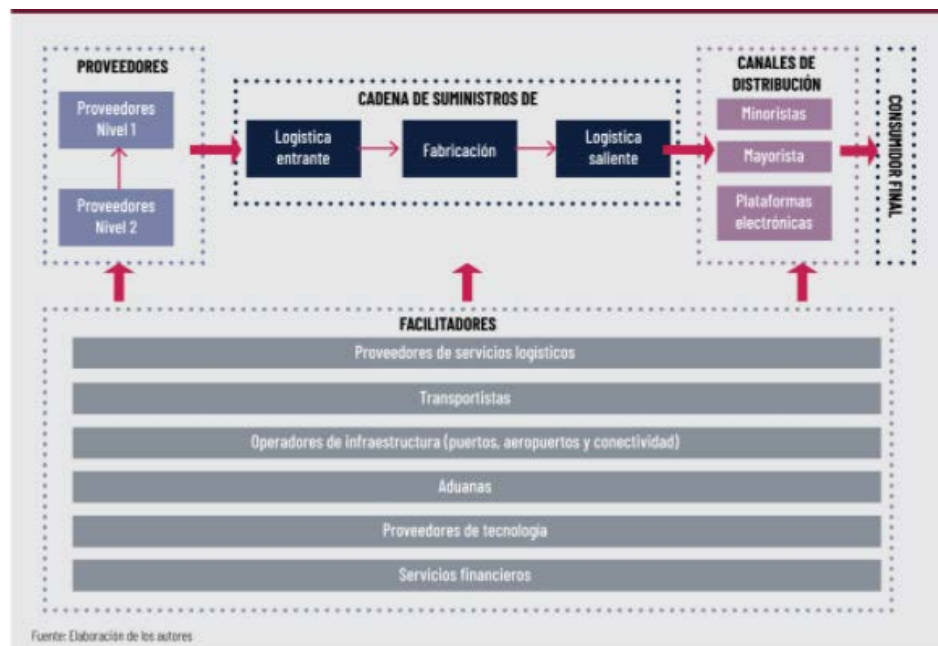 PROVEEDORES
Proveedores
Nivel 1
Proveedores
Nivel 2
CADENA DE SUMINISTROS DE
Logística
entrante
Fabricación
Logística
saliente
CANALES DE
DISTRIBUCIÓN
Minoristas
Mayorista
Plataformas
electrónicas
CONSUMIDOR FINAL
FACILITADORES
Proveedores de servicios logísticos
Transportistas
Operadores de infraestructura (puertos, aeropuertos y conectividad)
Aduanas
Proveedores de tecnología
Servicios financieros
Fuente: Elaboración de los autores